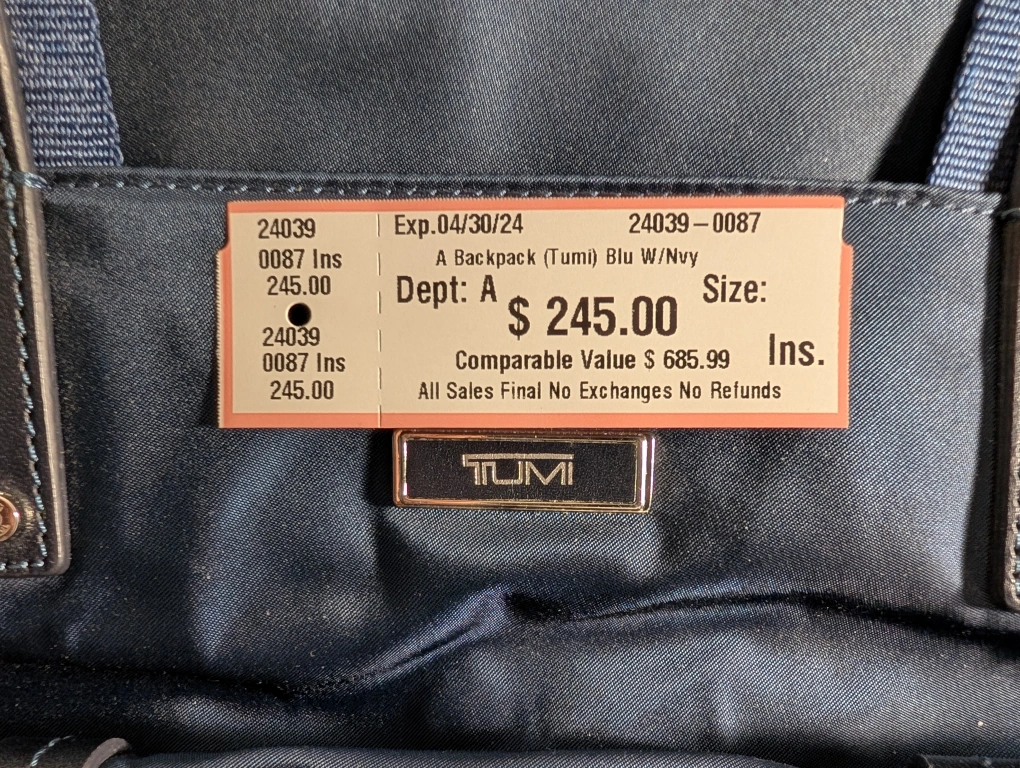 24039
0087 Ins
245.00
24039
0087 Ins
245.00
Exp.04/30/24 24039-0087
A Backpack (Tumi) Blu W/Nvy
Dept: A Size:
$ 245.00
Ins.
Comparable Value $ 685.99
All Sales Final No Exchanges No Refunds
TUMI